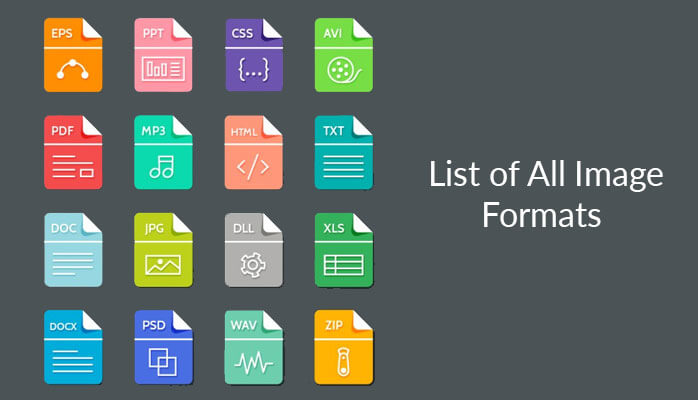 EPS PPT CSS AVI
PDF MP3 HTML TXT
DOC JPG DLL XLS
DOCX PSD WAV ZIP
List of All Image
Formats